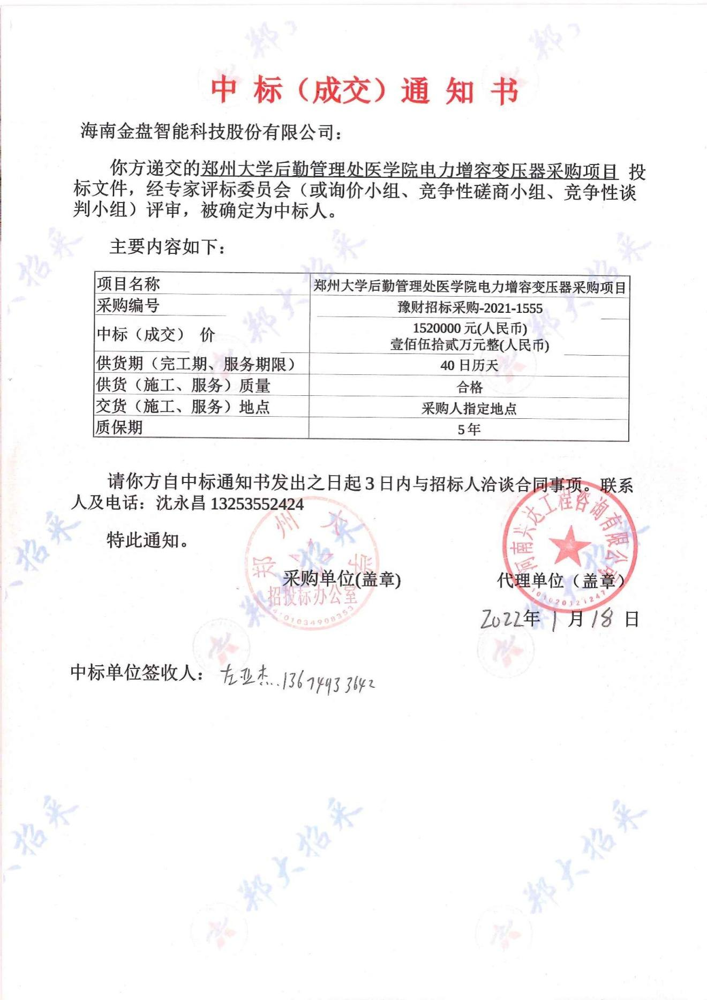 中标（成交）通知书
海南金盘智能科技股份有限公司：
你方递交的郑州大学后勤管理处医学院电力增容变压器采购项目 投
标文件，经专家评标委员会（或询价小组、竞争性磋商小组、竞争性谈
判小组）评审，被确定为中标人。
主要内容如下：
项目名称 郑州大学后勤管理处医学院电力增容变压器采购项目
采购编号 豫财招标采购-2021-1555
中标（成交） 价 1520000 元(人民币)
壹佰伍拾贰万元整(人民币)
供货期（完工期、服务期限） 40 日历天
供货（施工、服务）质量 合格
交货（施工、服务）地点 采购人指定地点
质保期 5 年
请你方自中标通知书发出之日起 3 日内与招标人洽谈合同事项。联系
人及电话：沈永昌 13253552424
特此通知。
郑州大学
招投标办公室
4101034908353
河南兴达工程咨询有限公司
采购单位(盖章) 代理单位（盖章）
2022年 1 月 18 日
中标单位签收人： 左亚杰 13674933642
郑大招采